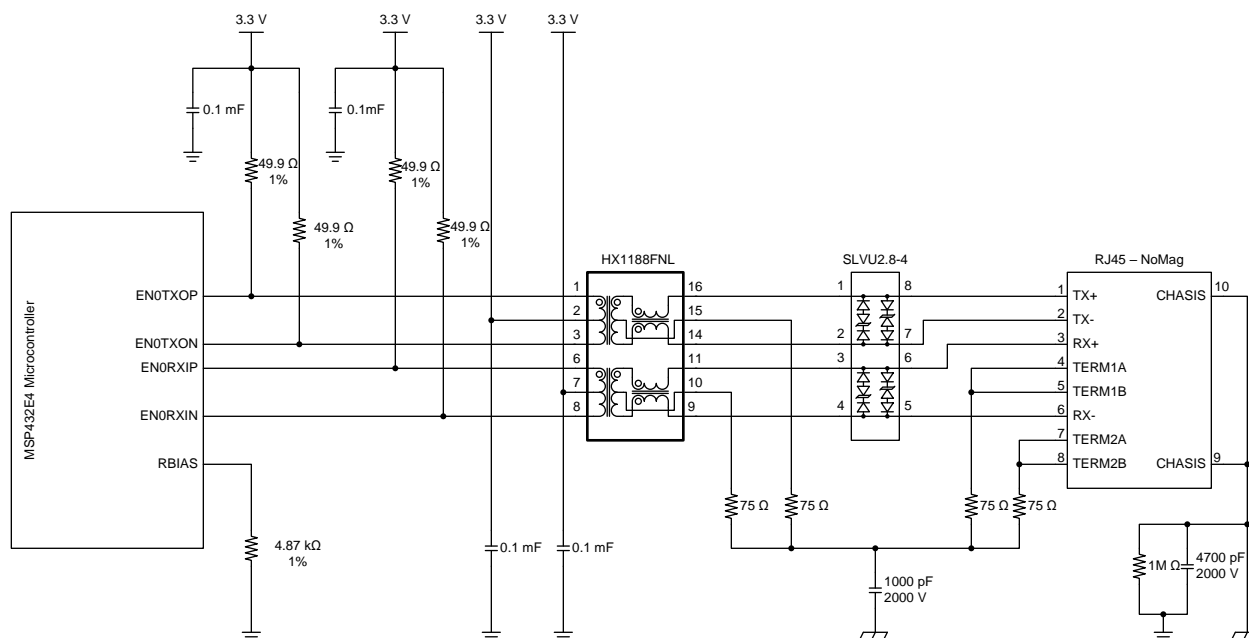 3.3 V
3.3 V
3.3 V
3.3 V
0.1 mF
0.1mF
49.9 Ω
1%
49.9 Ω
1%
49.9 Ω
1%
49.9 Ω
1%
MSP432E4 Microcontroller
EN0TXOP
EN0TXON
EN0RXIP
EN0RXIN
RBIAS
4.87 kΩ
1%
0.1 mF
0.1 mF
HX1188FNL
1
2
3
6
7
8
16
15
14
11
10
9
SLVU2.8-4
1
2
3
4
8
7
6
5
RJ45 – NoMag
1 TX+
2 TX-
3 RX+
4 TERM1A
5 TERM1B
6 RX-
7 TERM2A
8 TERM2B
CHASIS 10
CHASIS 9
75 Ω
75 Ω
75 Ω
75 Ω
1000 pF
2000 V
1M Ω
4700 pF
2000 V